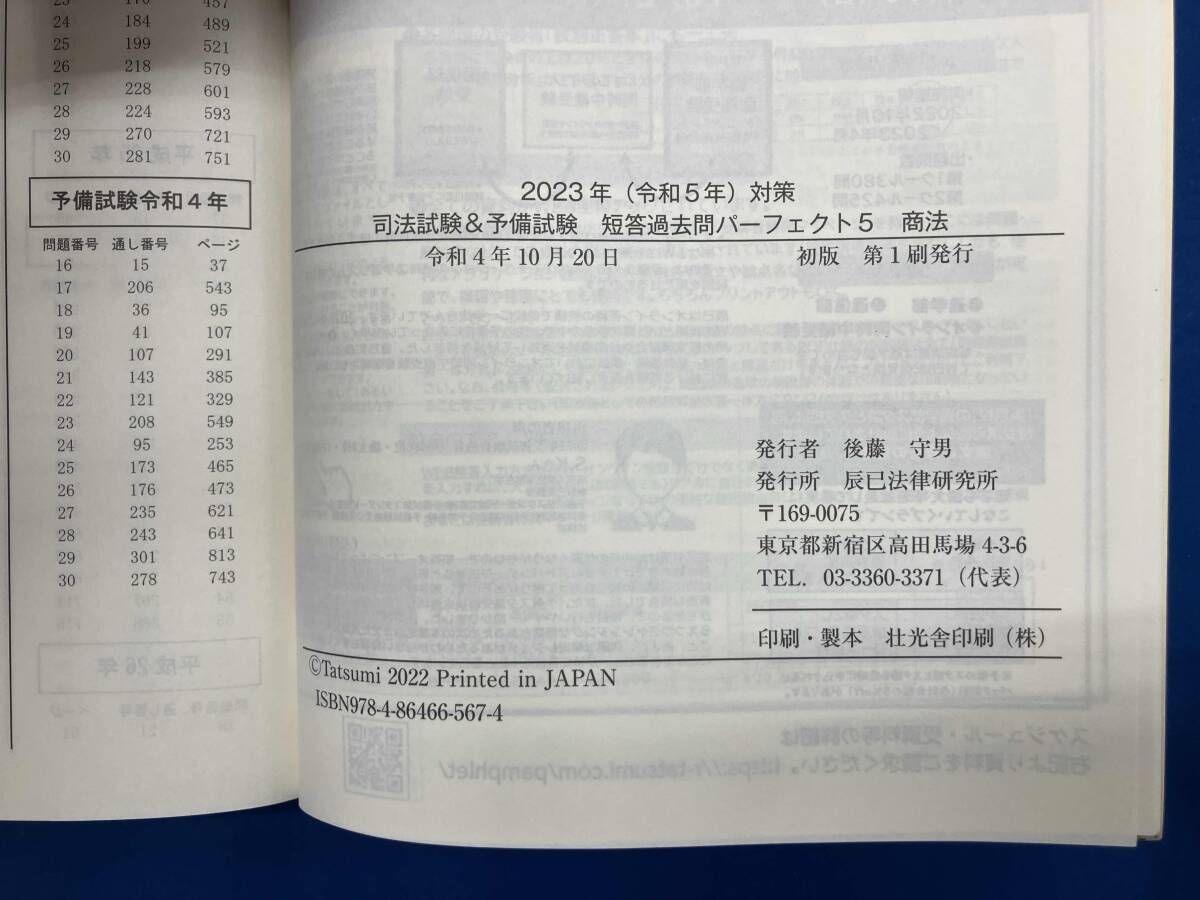 24 184 489
25 199 521
26 218 579
27 228 601
28 224 593
29 270 721
30 281 751
予備試験令和4年
問題番号 通し番号 ページ
16 15 37
17 206 543
18 36 95
19 41 107
20 107 291
21 143 385
22 121 329
23 208 549
24 95 253
25 173 465
26 176 473
27 235 621
28 243 641
29 301 813
30 278 743
2023年（令和5年）対策
司法試験＆予備試験 短答過去問パーフェクト5 商法
令和4年10月20日 初版 第1刷発行
発行者 後藤 守男
発行所 辰已法律研究所
〒169-0075
東京都新宿区高田馬場4-3-6
TEL. 03-3360-3371（代表）
印刷・製本 壮光舎印刷（株）
©Tatsumi 2022 Printed in JAPAN
ISBN978-4-86466-567-4